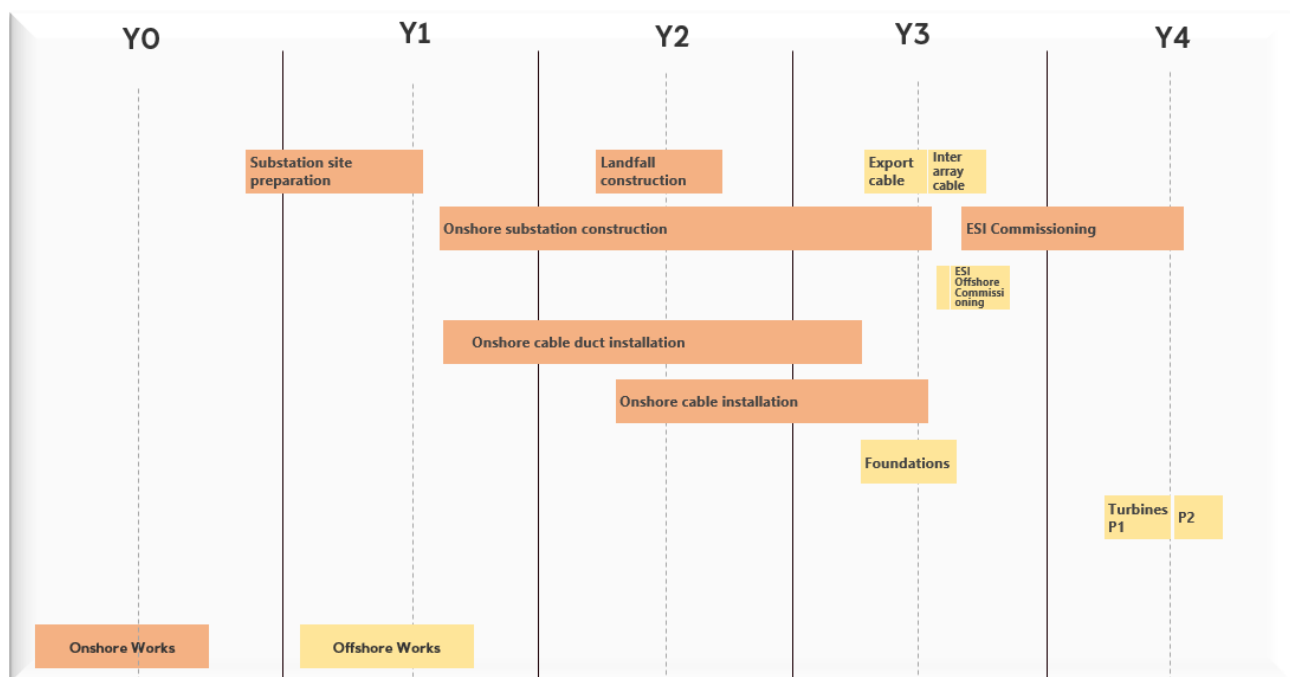 Y0
Y1
Y2
Y3
Y4
Substation site
preparation
Landfall
construction
Export
cable
Inter
array
cable
Onshore substation construction
ESI Commissioning
ESI
Offshore
Commissi
oning
Onshore cable duct installation
Onshore cable installation
Foundations
Turbines
P1
P2
Onshore Works
Offshore Works